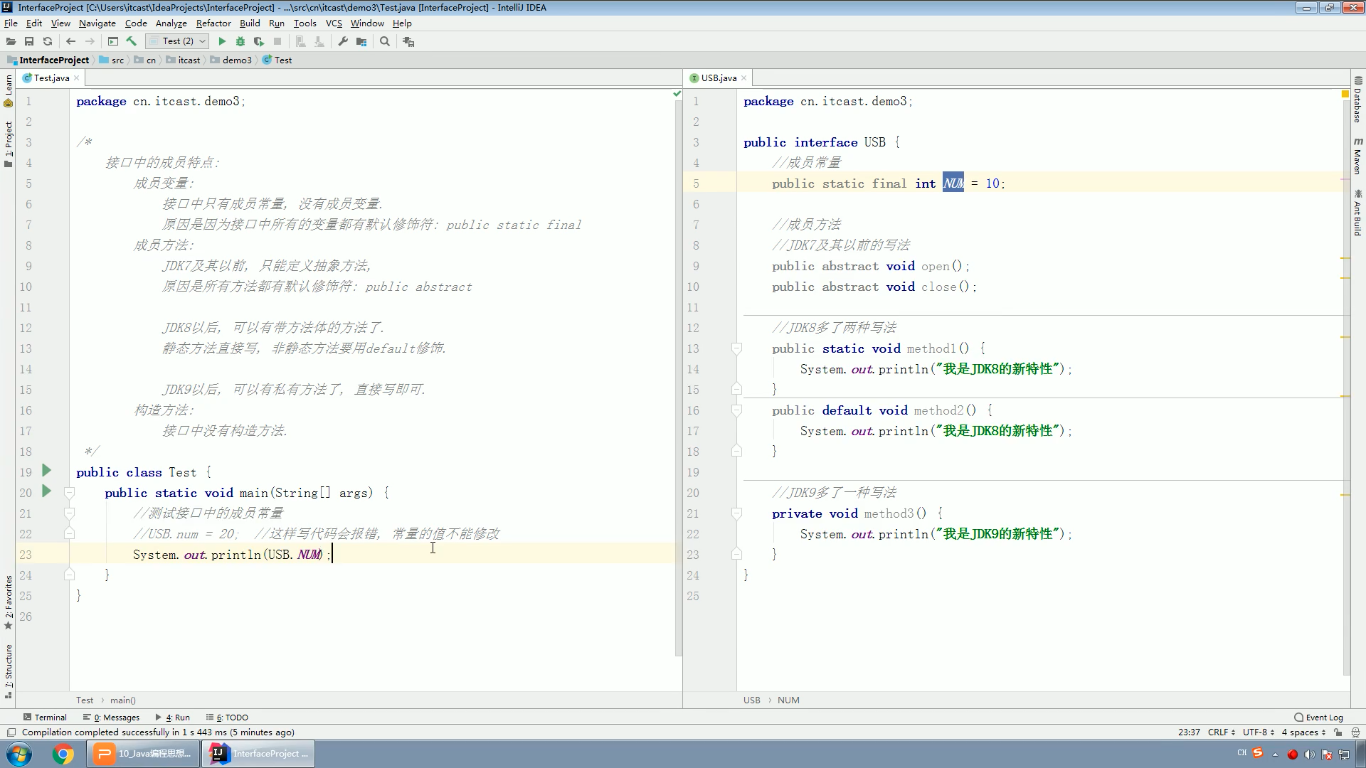 InterfaceProject [C:\Users\itcast\IdeaProjects\InterfaceProject] - ...\src\cn\itcast\demo3\Test.java [InterfaceProject] - IntelliJ IDEA
File Edit View Navigate Code Analyze Refactor Build Run Tools VCS Window Help
Test (2)
InterfaceProject src cn itcast demo3 Test
Test.java
1 package cn.itcast.demo3;
2
3 /*
4 接口中的成员特点:
5 成员变量:
6 接口中只有成员常量, 没有成员变量.
7 原因是因为接口中所有的变量都有默认修饰符: public static final
8 成员方法:
9 JDK7及其以前, 只能定义抽象方法,
10 原因是所有方法都有默认修饰符: public abstract
11
12 JDK8以后, 可以有带方法体的方法了.
13 静态方法直接写, 非静态方法要用default修饰.
14
15 JDK9以后, 可以有私有方法了, 直接写即可.
16 构造方法:
17 接口中没有构造方法.
18 */
19 public class Test {
20 public static void main(String[] args) {
21 //测试接口中的成员常量
22 //USB.num = 20; //这样写代码会报错, 常量的值不能修改
23 System.out.println(USB.NUM);
24 }
25 }
26
Test main()
USB.java
1 package cn.itcast.demo3;
2
3 public interface USB {
4 //成员常量
5 public static final int NUM = 10;
6
7 //成员方法
8 //JDK7及其以前的写法
9 public abstract void open();
10 public abstract void close();
11
12 //JDK8多了两种写法
13 public static void method1() {
14 System.out.println("我是JDK8的新特性");
15 }
16 public default void method2() {
17 System.out.println("我是JDK8的新特性");
18 }
19
20 //JDK9多了一种写法
21 private void method3() {
22 System.out.println("我是JDK9的新特性");
23 }
24 }
25
USB NUM
Learn
1: Project
2: Favorites
7: Structure
Database
Maven
Ant Build
Terminal 0: Messages 4: Run 6: TODO Event Log
Compilation completed successfully in 1 s 443 ms (5 minutes ago) 23:37 CRLF UTF-8 4 spaces
10_Java编程思想... InterfaceProject ... CH